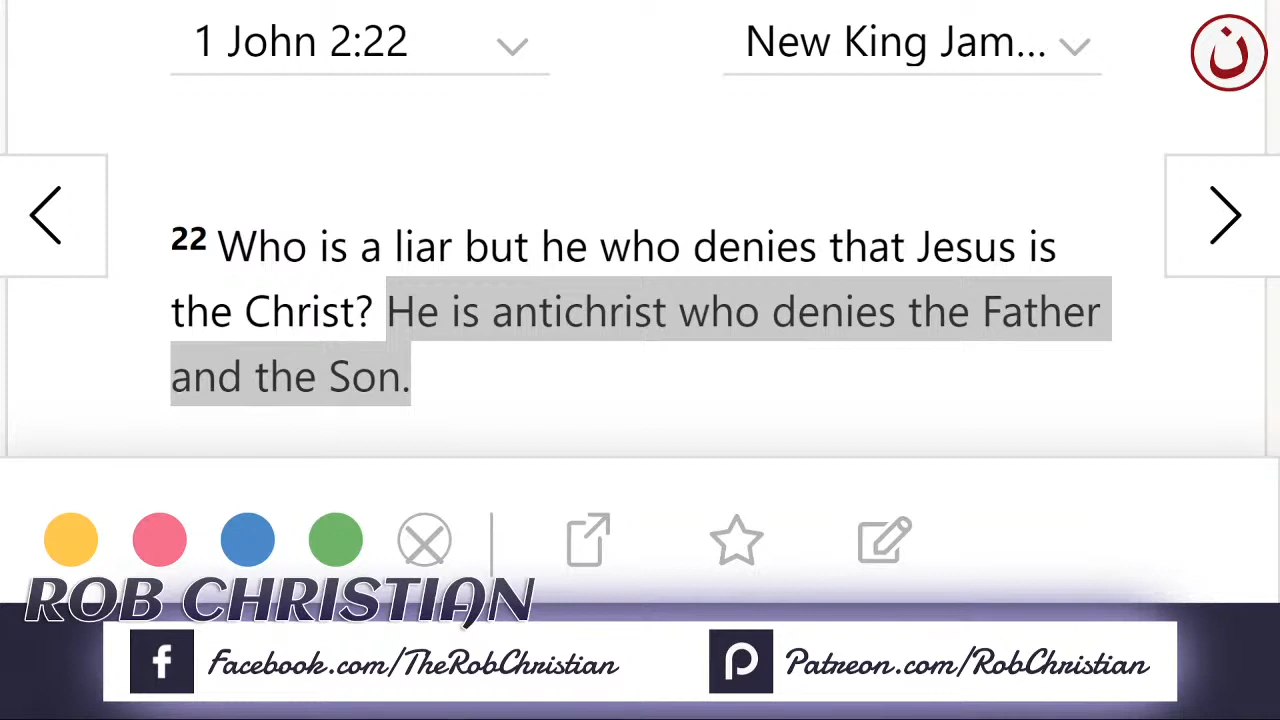 1 John 2:22
New King Jam...
ن
22 Who is a liar but he who denies that Jesus is
the Christ? He is antichrist who denies the Father
and the Son.
ROB CHRISTIAN
Facebook.com/TheRobChristian
Patreon.com/RobChristian